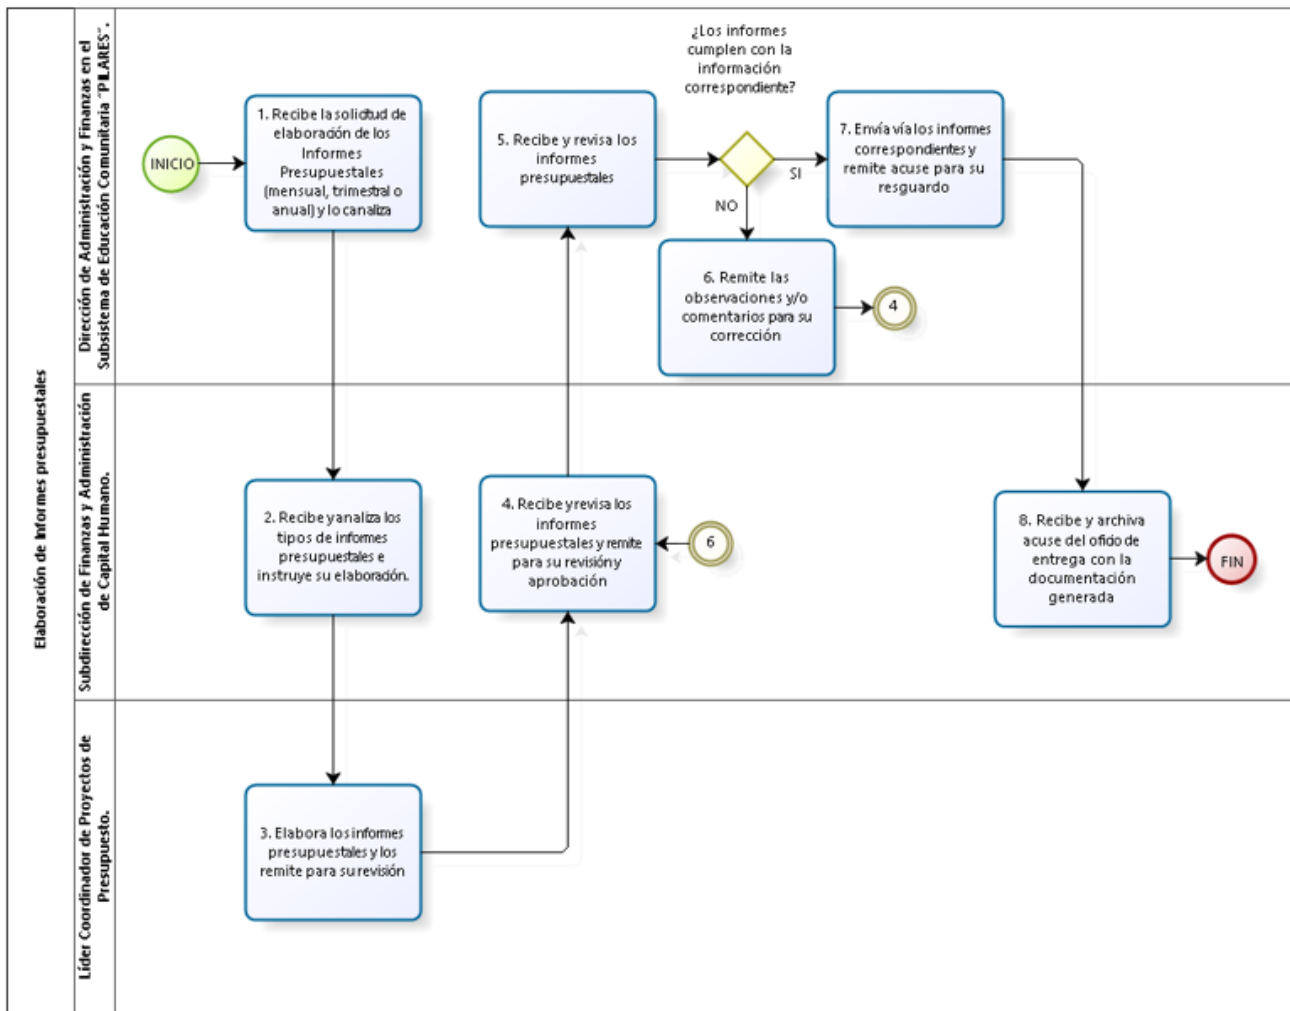 Elaboración de Informes presupuestales
Dirección de Administración y Finanzas en el
Subsistema de Educación Comunitaria “PILARES”.
INICIO
1. Recibe la solicitud de
elaboración de los
Informes
Presupuestales
(mensual, trimestral o
anual) y lo canaliza
5. Recibe y revisa los
informes
presupuestales
¿Los informes
cumplen con la
información
correspondiente?
SI
NO
7. Envía vía los informes
correspondientes y
remite acuse para su
resguardo
6. Remite las
observaciones y/o
comentarios para su
corrección
4
Subdirección de Finanzas y Administración
de Capital Humano.
2. Recibe y analiza los
tipos de informes
presupuestales e
instruye su elaboración.
4. Recibe y revisa los
informes
presupuestales y remite
para su revisión y
aprobación
6
8. Recibe y archiva
acuse del oficio de
entrega con la
documentación
generada
FIN
Líder Coordinador de Proyectos de
Presupuesto.
3. Elabora los informes
presupuestales y los
remite para su revisión